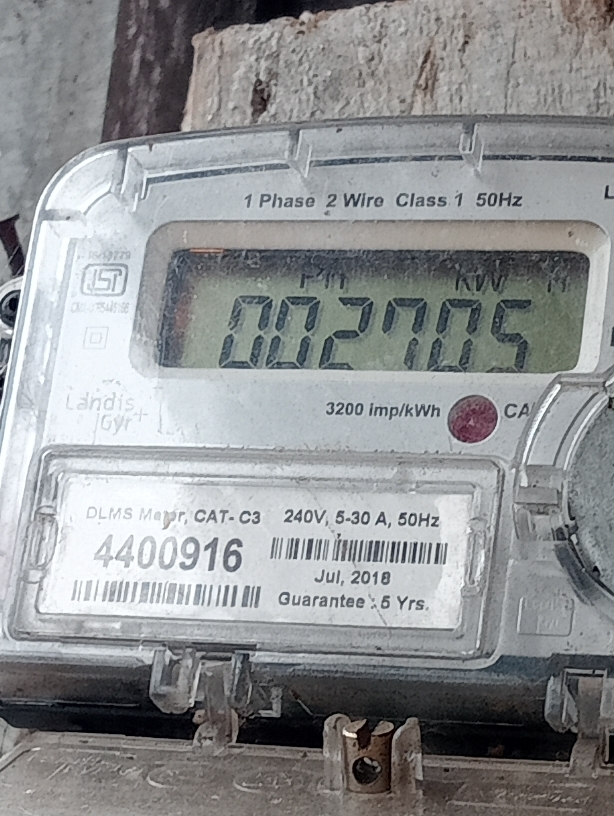 1 Phase 2 Wire Class 1 50Hz
L
kW H
002705
Landis
Gyr+
3200 imp/kWh
CA
DLMS Meter, CAT-C3 240V, 5-30 A, 50Hz
4400916
Jul, 2018
Guarantee : 5 Yrs.